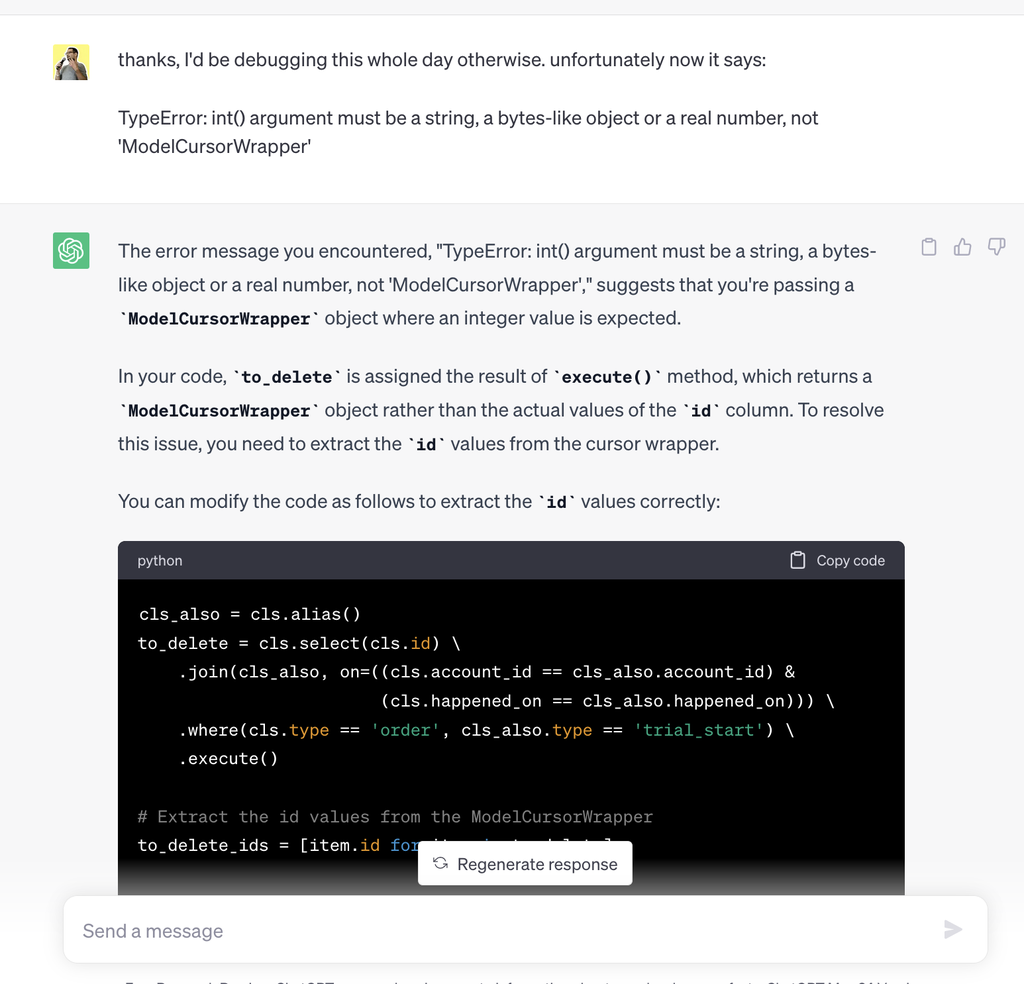 thanks, I'd be debugging this whole day otherwise. unfortunately now it says:
TypeError: int() argument must be a string, a bytes-like object or a real number, not
'ModelCursorWrapper'
The error message you encountered, "TypeError: int() argument must be a string, a bytes-
like object or a real number, not 'ModelCursorWrapper'," suggests that you're passing a
`ModelCursorWrapper` object where an integer value is expected.
In your code, `to_delete` is assigned the result of `execute()` method, which returns a
`ModelCursorWrapper` object rather than the actual values of the `id` column. To resolve
this issue, you need to extract the `id` values from the cursor wrapper.
You can modify the code as follows to extract the `id` values correctly:
python Copy code
cls_also = cls.alias()
to_delete = cls.select(cls.id) \
    .join(cls_also, on=((cls.account_id == cls_also.account_id) &
                        (cls.happened_on == cls_also.happened_on))) \
    .where(cls.type == 'order', cls_also.type == 'trial_start') \
    .execute()
# Extract the id values from the ModelCursorWrapper
to_delete_ids = [item.id for
Regenerate response
Send a message